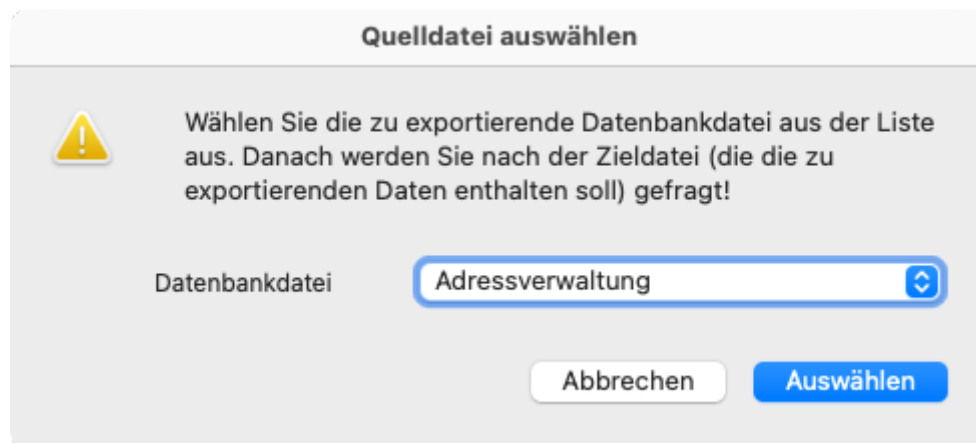 Quelldatei auswählen
Wählen Sie die zu exportierende Datenbankdatei aus der Liste
aus. Danach werden Sie nach der Zieldatei (die die zu
exportierenden Daten enthalten soll) gefragt!
Datenbankdatei Adressverwaltung
Abbrechen Auswählen